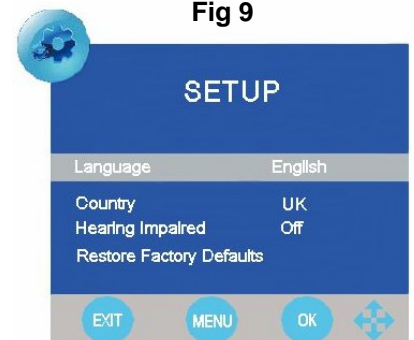 Fig 9
SETUP
Language English
Country UK
Hearing Impaired Off
Restore Factory Defaults
EXIT MENU OK